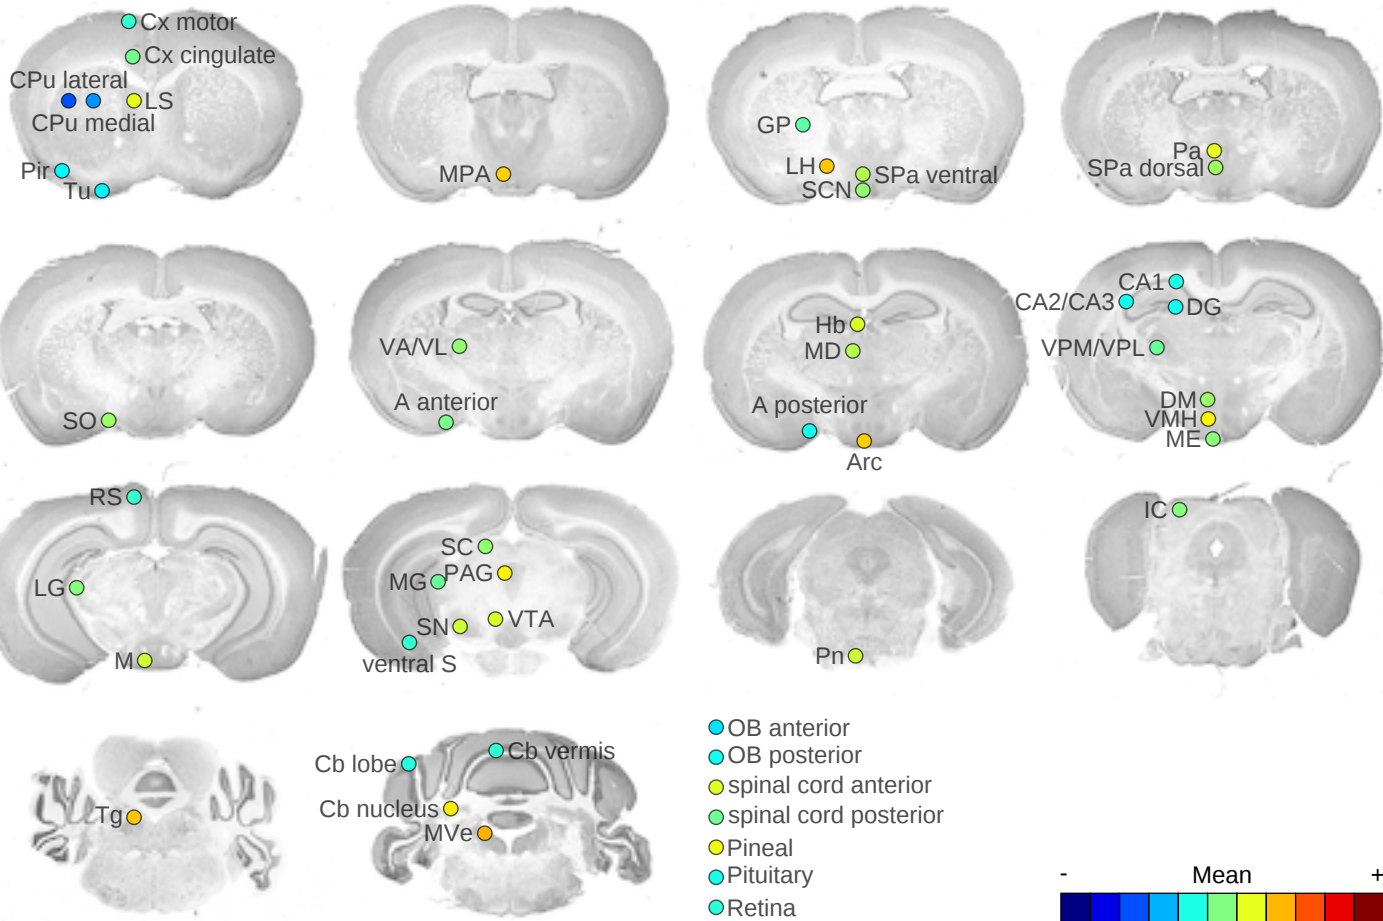 Cx motor
Cx cingulate
CPu lateral
LS
CPu medial
Pir
Tu
MPA
GP
LH
SPa ventral
SCN
Pa
SPa dorsal
SO
VA/VL
A anterior
Hb
MD
A posterior
Arc
CA1
CA2/CA3
DG
VPM/VPL
DM
VMH
ME
RS
LG
M
SC
PAG
MG
VTA
SN
ventral S
Pn
IC
Tg
Cb vermis
Cb lobe
Cb nucleus
MVe
OB anterior
OB posterior
spinal cord anterior
spinal cord posterior
Pineal
Pituitary
Retina
- Mean +